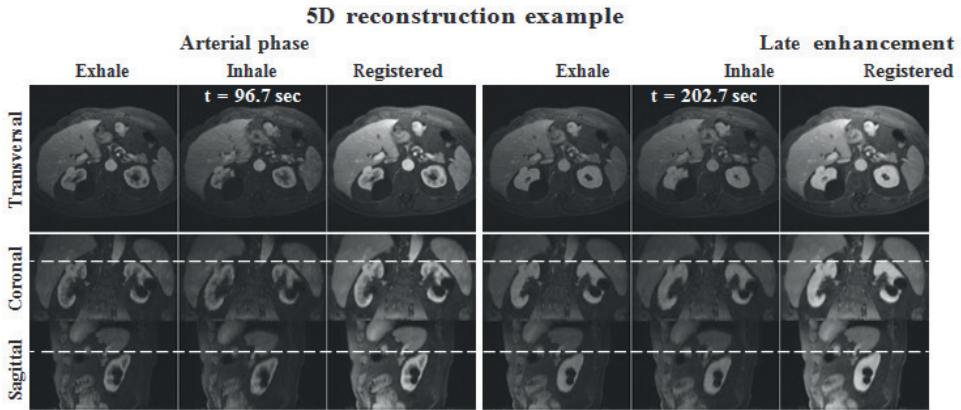 5D reconstruction example
Arterial phase Late enhancement
Exhale Inhale Registered Exhale Inhale Registered
t = 96.7 sec t = 202.7 sec
Transversal
Coronal
Sagittal